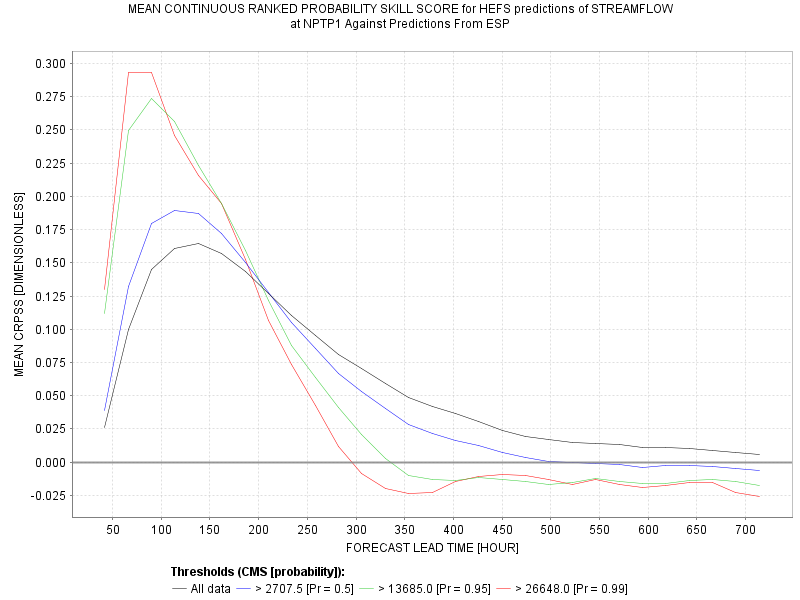 MEAN CONTINUOUS RANKED PROBABILITY SKILL SCORE for HEFS predictions of STREAMFLOW
at NPTP1 Against Predictions From ESP
MEAN CRPSS [DIMENSIONLESS]
0.300
0.275
0.250
0.225
0.200
0.175
0.150
0.125
0.100
0.075
0.050
0.025
0.000
-0.025
50 100 150 200 250 300 350 400 450 500 550 600 650 700
FORECAST LEAD TIME [HOUR]
Thresholds (CMS [probability]):
All data > 2707.5 [Pr = 0.5] > 13685.0 [Pr = 0.95] > 26648.0 [Pr = 0.99]